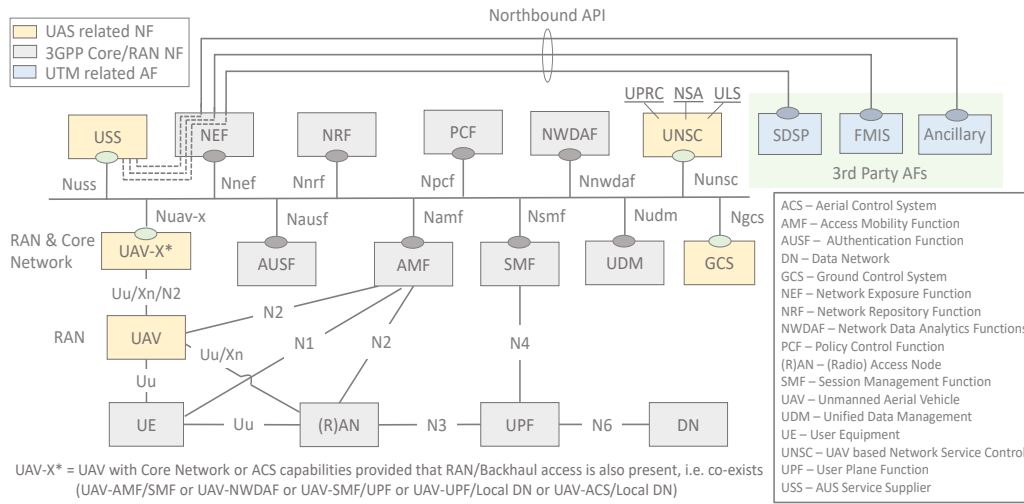 Northbound API
UAS related NF
3GPP Core/RAN NF
UTM related AF
UPRC NSA ULS
USS NEF NRF PCF NWDAF UNSC SDSP FMIS Ancillary
3rd Party AFs
Nuss Nnef Nnrf Npcf Nnwdaf Nunsc
Nuav-x Nausf Namf Nsmf Nudm Ngcs
RAN & Core
Network
UAV-X* AUSF AMF SMF UDM GCS
Uu/Xn/N2
RAN UAV N2
Uu/Xn N1 N2 N4
Uu
UE Uu (R)AN N3 UPF N6 DN
UAV-X* = UAV with Core Network or ACS capabilities provided that RAN/Backhaul access is also present, i.e. co-exists
(UAV-AMF/SMF or UAV-NWDAF or UAV-SMF/UPF or UAV-UPF/Local DN or UAV-ACS/Local DN)
ACS – Aerial Control System
AMF – Access Mobility Function
AUSF – AUthentication Function
DN – Data Network
GCS – Ground Control System
NEF – Network Exposure Function
NRF – Network Repository Function
NWDAF – Network Data Analytics Functions
PCF – Policy Control Function
(R)AN – (Radio) Access Node
SMF – Session Management Function
UAV – Unmanned Aerial Vehicle
UDM – Unified Data Management
UE – User Equipment
UNSC – UAV based Network Service Control
UPF – User Plane Function
USS – AUS Service Supplier